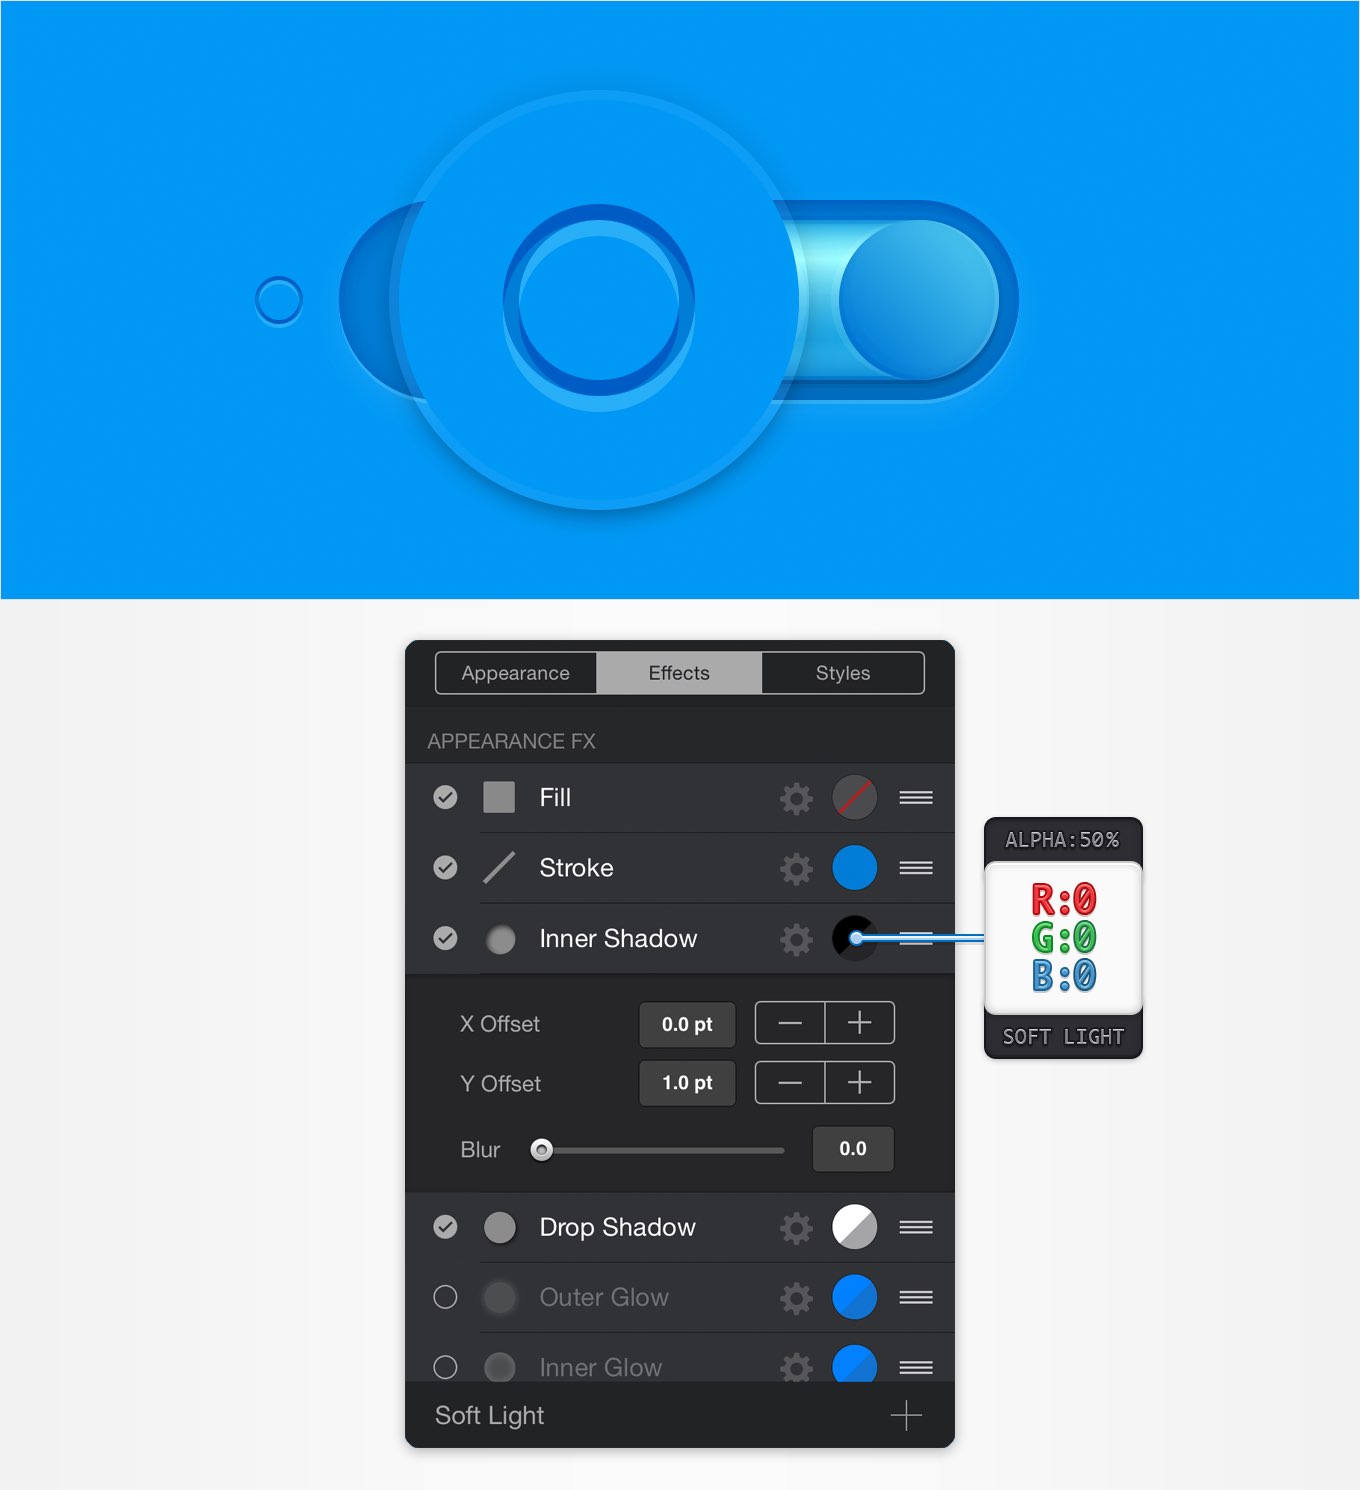 Appearance Effects Styles
APPEARANCE FX
Fill
Stroke
Inner Shadow
X Offset 0.0 pt
Y Offset 1.0 pt
Blur 0.0
Drop Shadow
Outer Glow
Inner Glow
Soft Light
ALPHA:50%
R:0
G:0
B:0
SOFT LIGHT